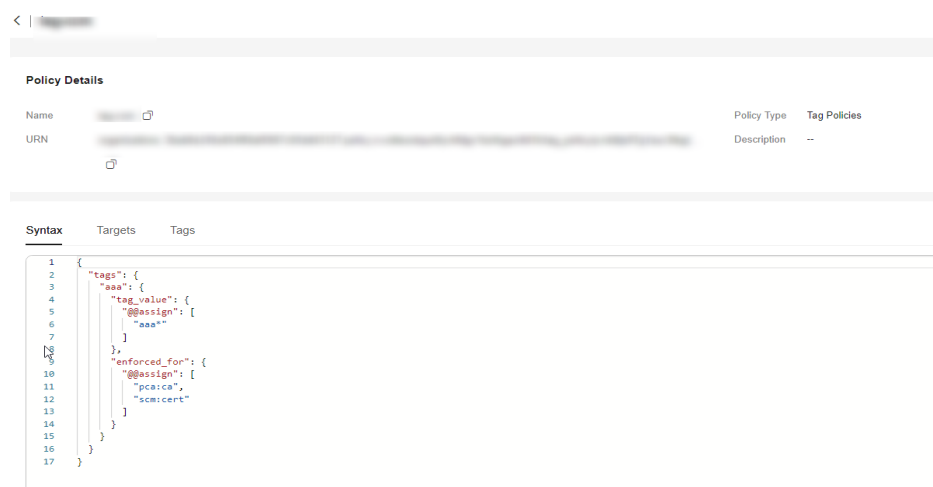 Policy Details
Name
Policy Type Tag Policies
URN
Description --
Syntax Targets Tags
1 {
2 "tags": {
3 "aaa": {
4 "tag_value": {
5 "@@assign": [
6 "aaa*"
7 ]
8 },
9 "enforced_for": {
10 "@@assign": [
11 "pca:ca",
12 "scm:cert"
13 ]
14 }
15 }
16 }
17 }